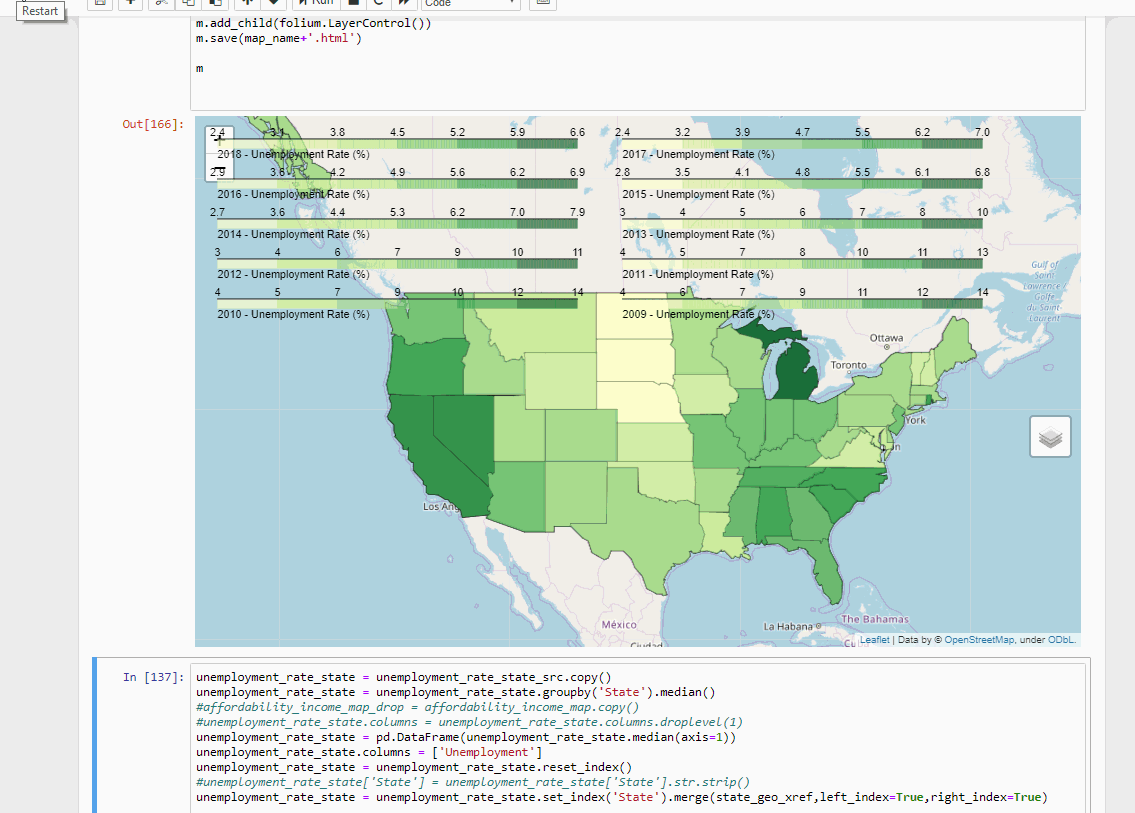 Restart
Run
Code
m.add_child(folium.LayerControl())
m.save(map_name+'.html')
m
Out[166]:
2.4 3.1 3.8 4.5 5.2 5.9 6.6
2018 - Unemployment Rate (%)
2.4 3.2 3.9 4.7 5.5 6.2 7.0
2017 - Unemployment Rate (%)
2.9 3.6 4.2 4.9 5.6 6.2 6.9
2016 - Unemployment Rate (%)
2.8 3.5 4.1 4.8 5.5 6.1 6.8
2015 - Unemployment Rate (%)
2.7 3.6 4.4 5.3 6.2 7.0 7.9
2014 - Unemployment Rate (%)
3 4 5 6 7 8 10
2013 - Unemployment Rate (%)
3 4 6 7 9 10 11
2012 - Unemployment Rate (%)
4 5 7 8 10 11 13
2011 - Unemployment Rate (%)
4 5 7 9 10 12 14
2010 - Unemployment Rate (%)
4 6 7 9 11 12 14
2009 - Unemployment Rate (%)
Gulf of
Saint
Lawrence /
Golfe
du Saint-
Laurent
Ottawa
Toronto
York
Los Ang
La Habana
The Bahamas
México
Ciudad
Leaflet | Data by © OpenStreetMap, under ODbL.
In [137]:
unemployment_rate_state = unemployment_rate_state_src.copy()
unemployment_rate_state = unemployment_rate_state.groupby('State').median()
#affordability_income_map_drop = affordability_income_map.copy()
#unemployment_rate_state.columns = unemployment_rate_state.columns.droplevel(1)
unemployment_rate_state = pd.DataFrame(unemployment_rate_state.median(axis=1))
unemployment_rate_state.columns = ['Unemployment']
unemployment_rate_state = unemployment_rate_state.reset_index()
#unemployment_rate_state['State'] = unemployment_rate_state['State'].str.strip()
unemployment_rate_state = unemployment_rate_state.set_index('State').merge(state_geo_xref,left_index=True,right_index=True)